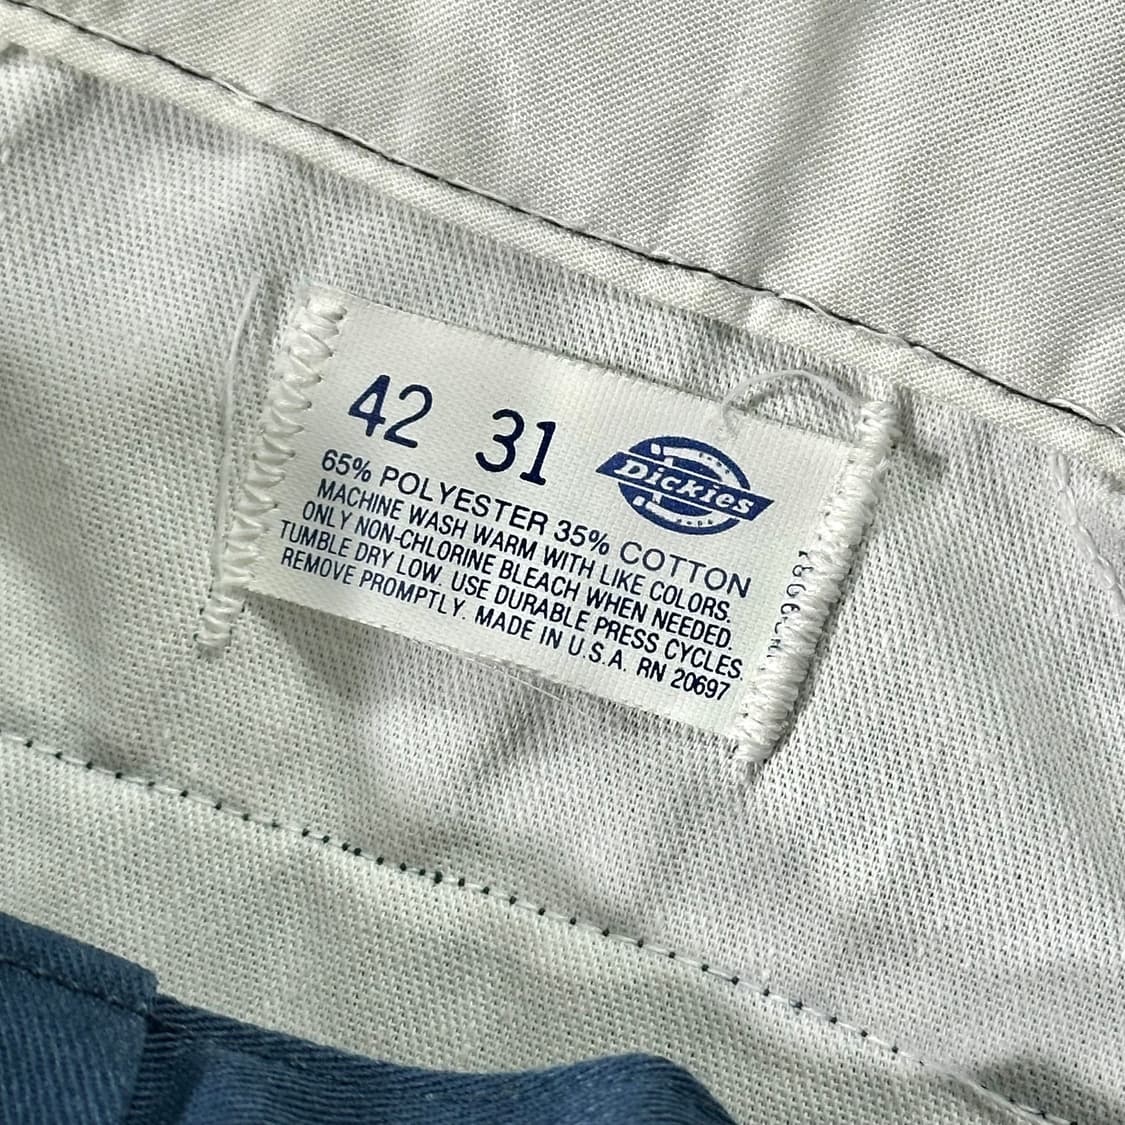 42 31
Dickies
65% POLYESTER 35% COTTON
MACHINE WASH WARM WITH LIKE COLORS.
ONLY NON-CHLORINE BLEACH WHEN NEEDED.
TUMBLE DRY LOW. USE DURABLE PRESS CYCLES.
REMOVE PROMPTLY. MADE IN U.S.A. RN 20697